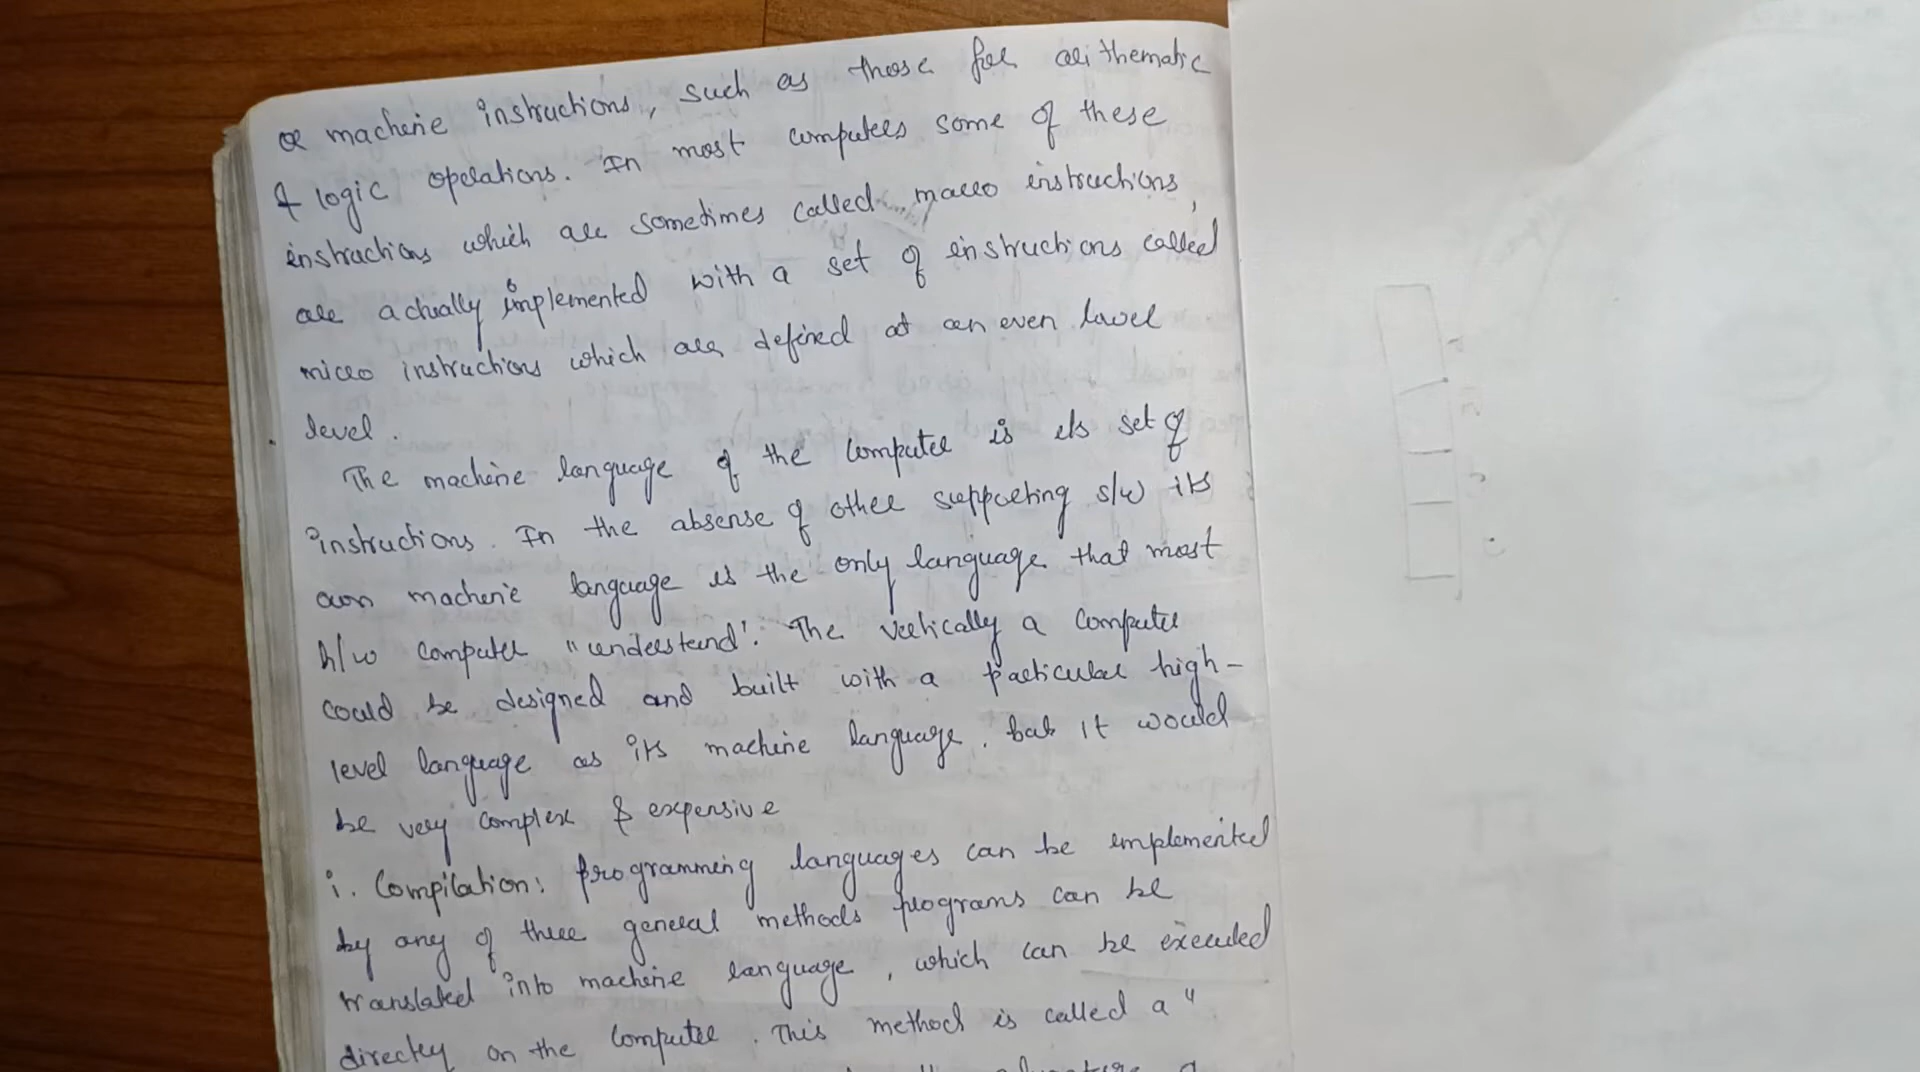 or machine instructions, such as those for arithematic
& logic operations. In most computers some of these
instructions which are sometimes called macro instructions,
are actually implemented with a set of instructions called
micro instructions which are defined at an even lowel
level.
The machine language of the computer is its set of
instructions. In the absense of other supporting s/w its
own machine language is the only language that most
h/w computer "understand". The vertically a computer
could be designed and built with a particular high-
level language as its machine language. but it would
be very complex & expensive
i. Compilation: programming languages can be implemented
by any of three general methods programs can be
translated into machine language, which can be executed
directly on the computer. This method is called a "